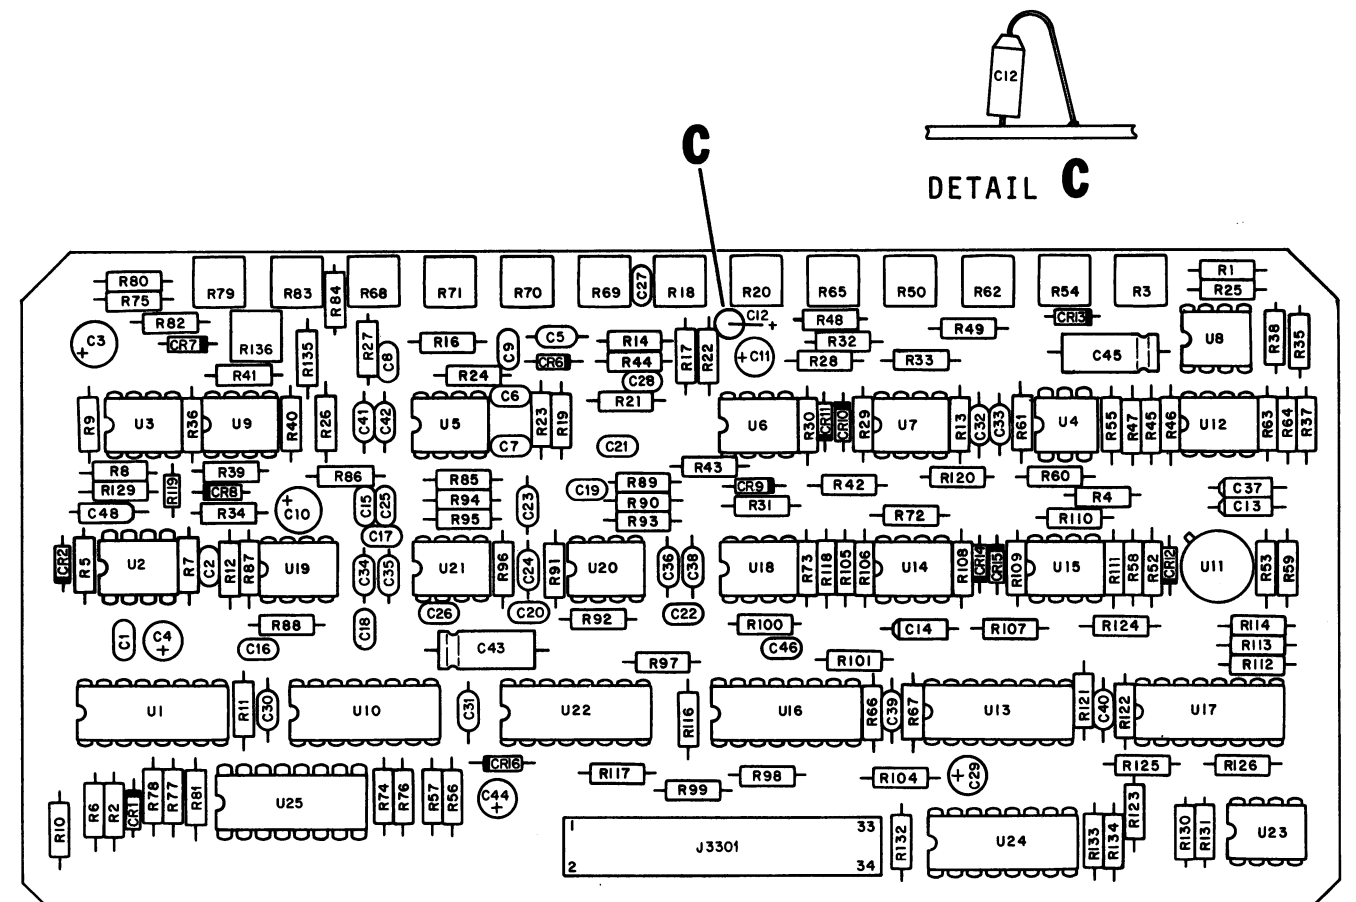 C12
C
DETAIL C
R80
R75
R79
R83
R84
R68
R71
R70
R69
C27
R18
R20
R65
R50
R62
R54
R3
R1
R25
R82
CR7
C3
R136
R135
R27
C8
R16
C9
C5
CR6
R14
R44
R17
R22
C12
+
C11
+
R48
R32
R28
R49
R33
CR13
C45
U8
R38
R35
+
R41
R24
C6
C28
R21
R9
U3
R36
U9
R40
R26
C41
C42
U5
R23
R19
C7
C21
U6
R30
CR11
CR10
R29
U7
R13
C32
C33
R61
U4
R55
R47
R45
R46
U12
R63
R64
R37
R8
R129
C48
R119
R39
CR8
R34
C10
+
R86
C15
C25
C17
R85
R94
R95
C23
C19
R89
R90
R93
R43
CR9
R31
R42
R72
R120
R60
R4
R110
C37
C13
CR2
R5
U2
R7
C2
R12
R87
U19
C34
C35
U21
R96
C24
R91
U20
C36
C38
U18
R73
R118
R105
R106
U14
R108
CR14
CR15
R109
U15
R111
R58
R52
CR12
U11
R53
R59
C1
C4
+
R88
C16
C18
C26
C20
R92
C22
R100
C46
C14
R107
R124
R114
R113
R112
C43
R97
R101
U1
R11
C30
U10
C31
U22
R116
U16
R66
C39
R67
U13
R121
C40
R122
U17
R10
R6
R2
CR1
R78
R77
R81
U25
R74
R76
R57
R56
CR16
C44
+
R117
R99
R98
R104
C29
+
R125
R126
R123
1
33
J3301
2
34
R132
U24
R133
R134
R130
R131
U23